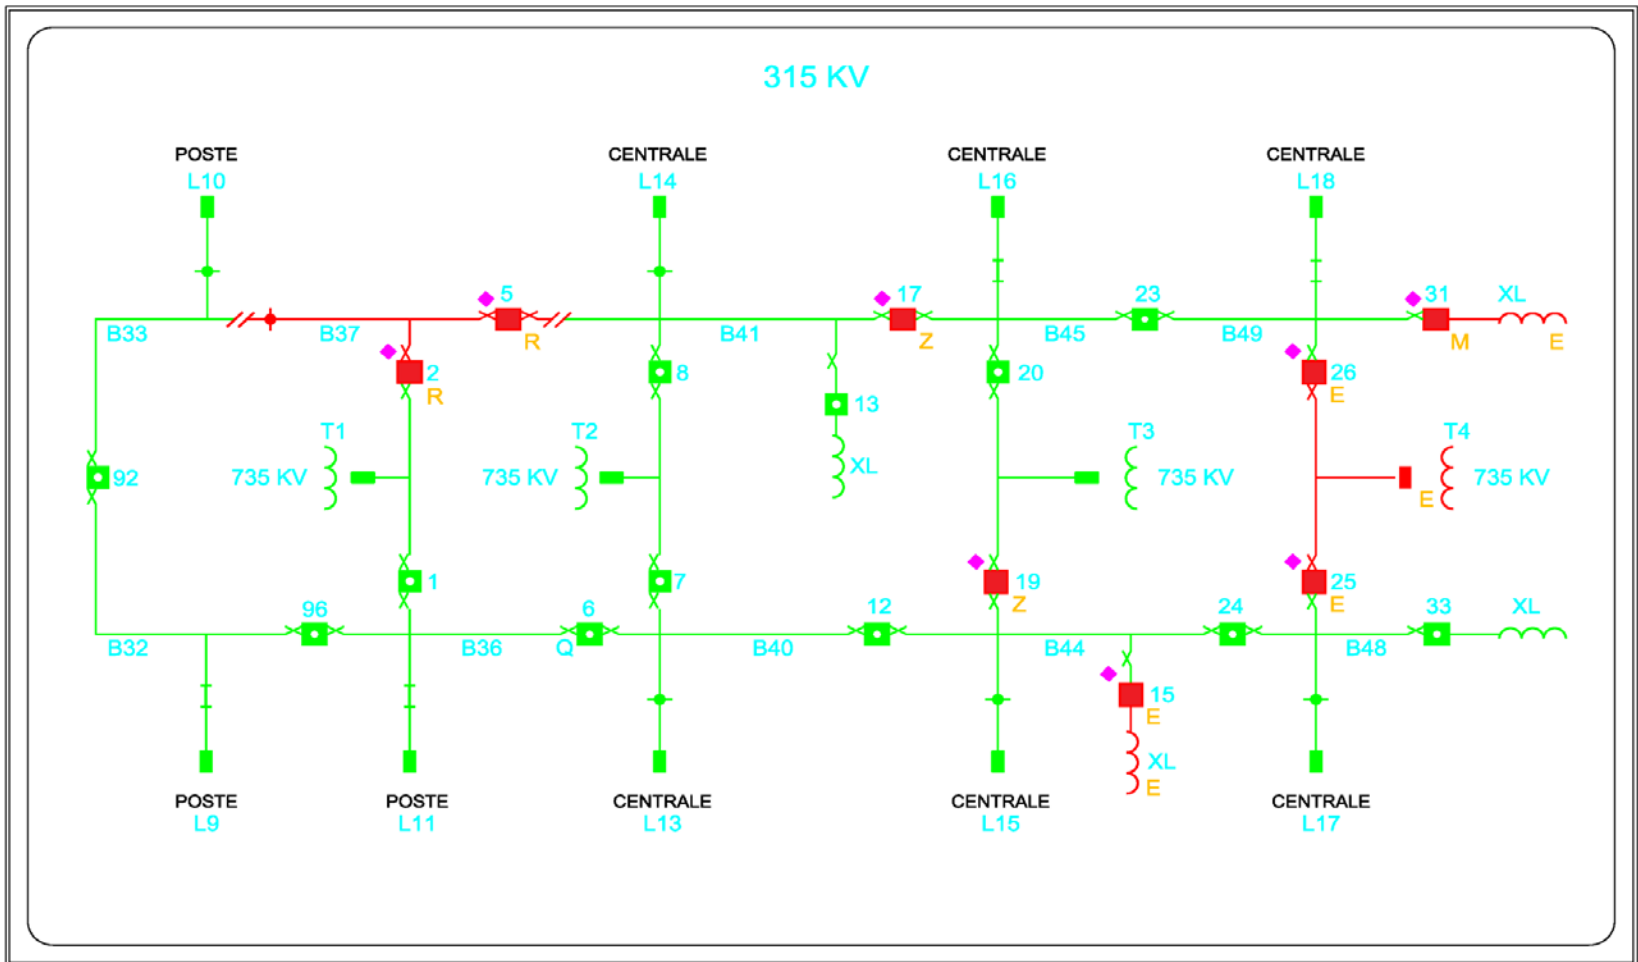 315 KV
POSTE
L10
CENTRALE
L14
CENTRALE
L16
CENTRALE
L18
B33
B37
5
R
B41
17
Z
B45
23
B49
31
M
XL
E
2
R
8
13
XL
20
26
E
T1
735 KV
T2
735 KV
T3
735 KV
T4
735 KV
E
92
1
7
19
Z
25
E
B32
96
B36
6
Q
B40
12
B44
24
B48
33
XL
15
E
XL
E
POSTE
L9
POSTE
L11
CENTRALE
L13
CENTRALE
L15
CENTRALE
L17